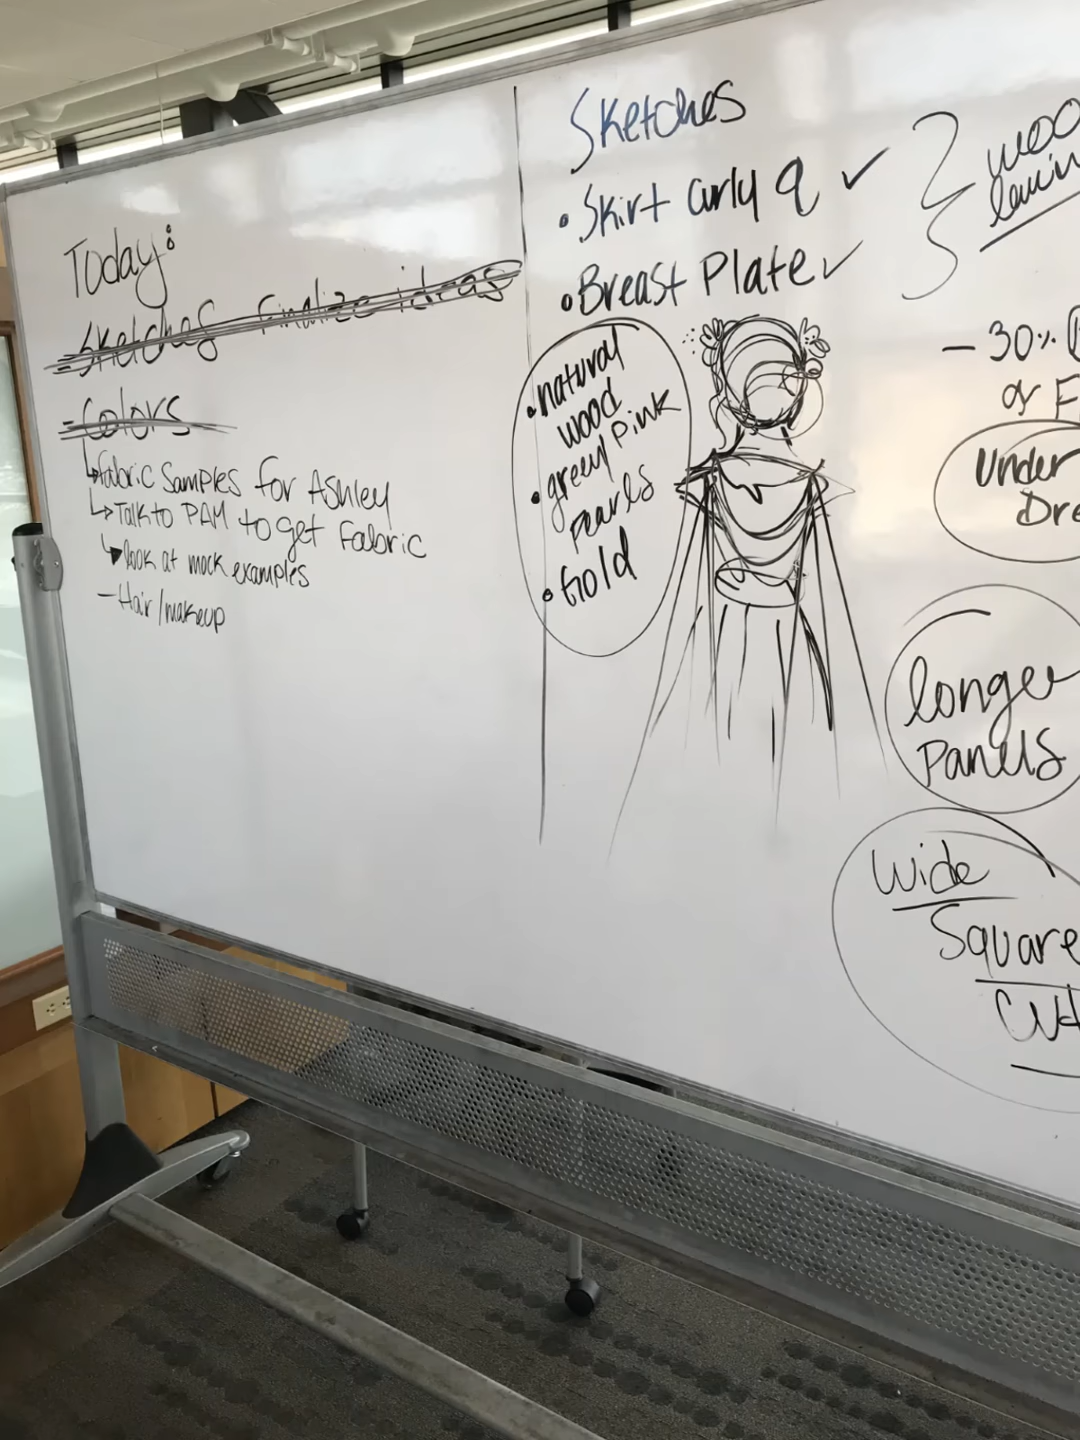 Today:
- Sketches - Finalize ideas
- Colors
↳ Fabric Samples for Ashley
↳ Talk to PAM to get Fabric
↳ look at mock examples
- Hair/makeup
Sketches
• Skirt curly q ✓
• Breast Plate ✓
• natural
wood
• green/pink
pearls
• Gold
- 30%
or F
Under
Dre
longer
Panels
Wide
Square